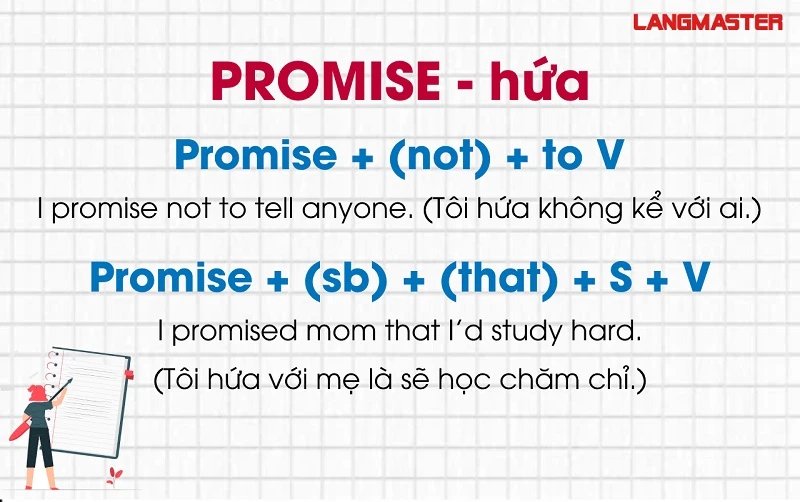 LANGMASTER
PROMISE - hứa
Promise + (not) + to V
I promise not to tell anyone. (Tôi hứa không kể với ai.)
Promise + (sb) + (that) + S + V
I promised mom that I’d study hard.
(Tôi hứa với mẹ là sẽ học chăm chỉ.)